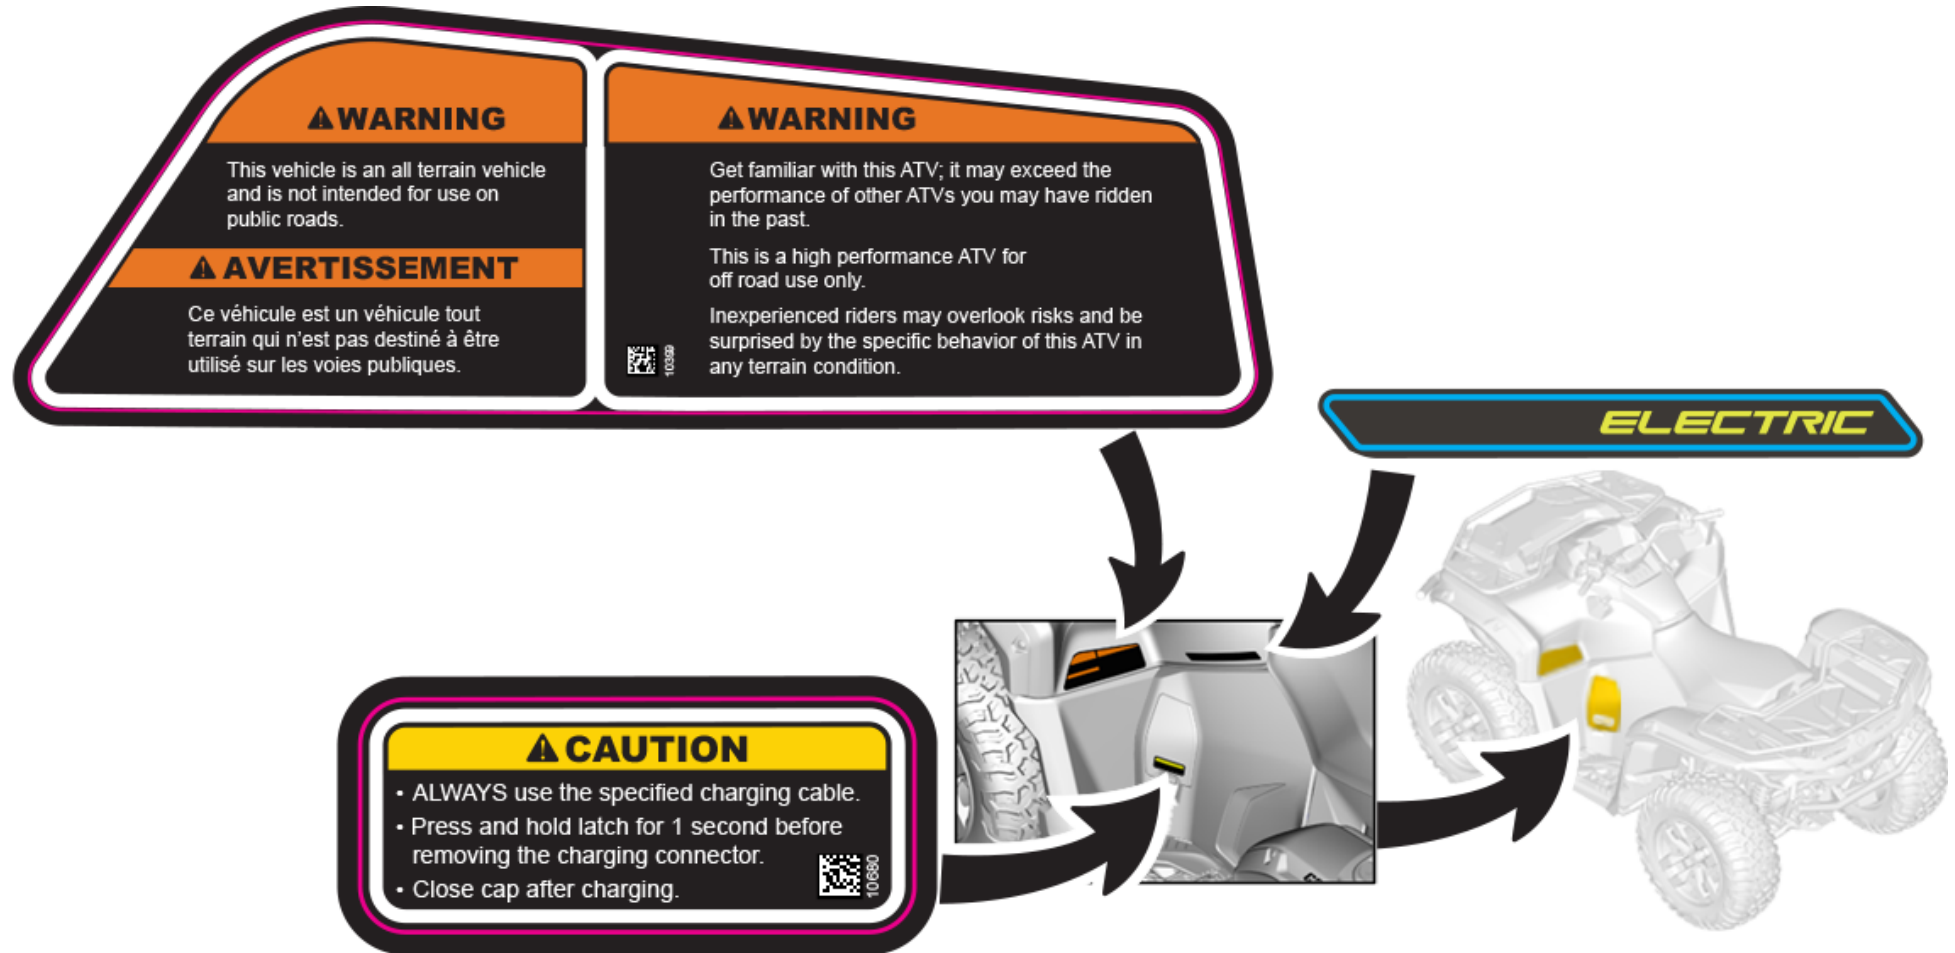 WARNING
This vehicle is an all terrain vehicle
and is not intended for use on
public roads.
AVERTISSEMENT
Ce véhicule est un véhicule tout
terrain qui n'est pas destiné à être
utilisé sur les voies publiques.
WARNING
Get familiar with this ATV; it may exceed the
performance of other ATVs you may have ridden
in the past.
This is a high performance ATV for
off road use only.
Inexperienced riders may overlook risks and be
surprised by the specific behavior of this ATV in
any terrain condition.
10399
ELECTRIC
CAUTION
• ALWAYS use the specified charging cable.
• Press and hold latch for 1 second before
removing the charging connector.
• Close cap after charging.
10680